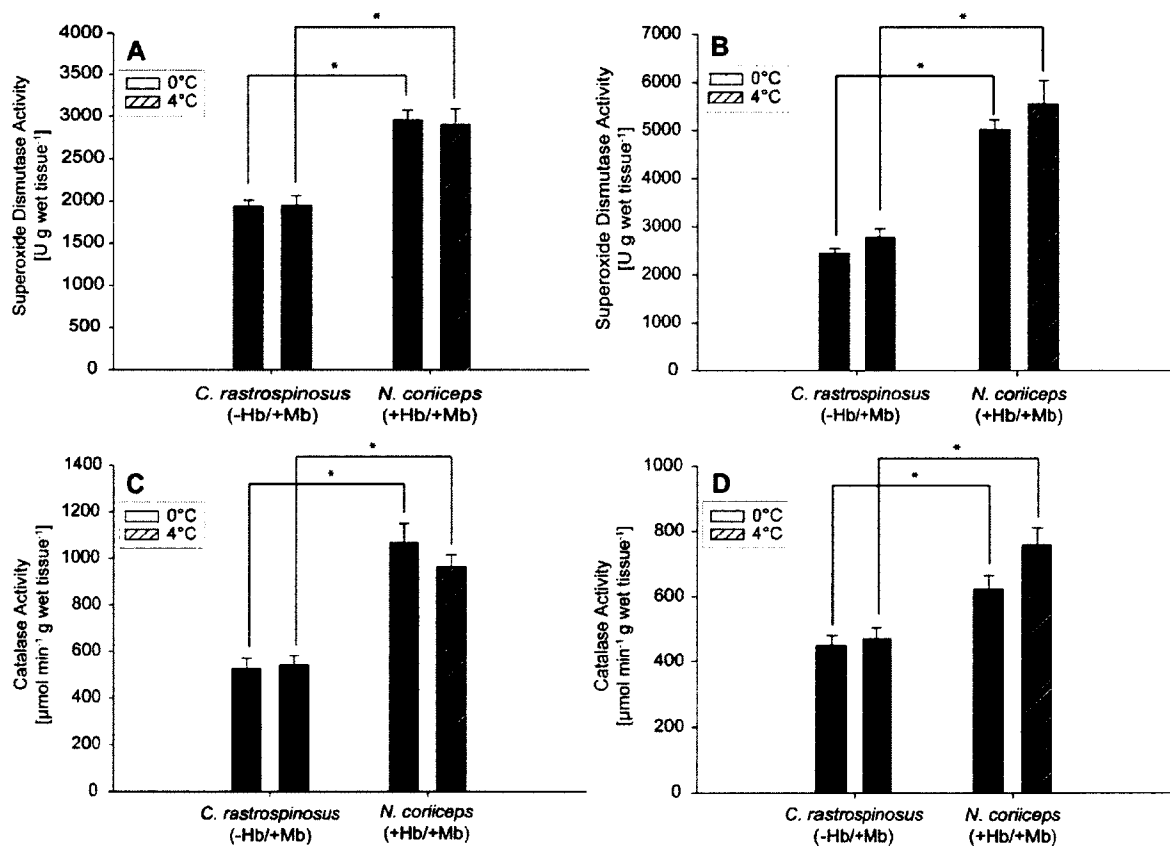 A
0°C
4°C
Superoxide Dismutase Activity
[U g wet tissue⁻¹]
4000
3500
3000
2500
2000
1500
1000
500
0
*
*
C. rastrospinosus
(-Hb/+Mb)
N. coriiceps
(+Hb/+Mb)
B
0°C
4°C
Superoxide Dismutase Activity
[U g wet tissue⁻¹]
7000
6000
5000
4000
3000
2000
1000
0
*
*
C. rastrospinosus
(-Hb/+Mb)
N. coriiceps
(+Hb/+Mb)
C
0°C
4°C
Catalase Activity
[µmol min⁻¹ g wet tissue⁻¹]
1400
1200
1000
800
600
400
200
0
*
*
C. rastrospinosus
(-Hb/+Mb)
N. coriiceps
(+Hb/+Mb)
D
0°C
4°C
Catalase Activity
[µmol min⁻¹ g wet tissue⁻¹]
1000
800
600
400
200
0
*
*
C. rastrospinosus
(-Hb/+Mb)
N. coriiceps
(+Hb/+Mb)